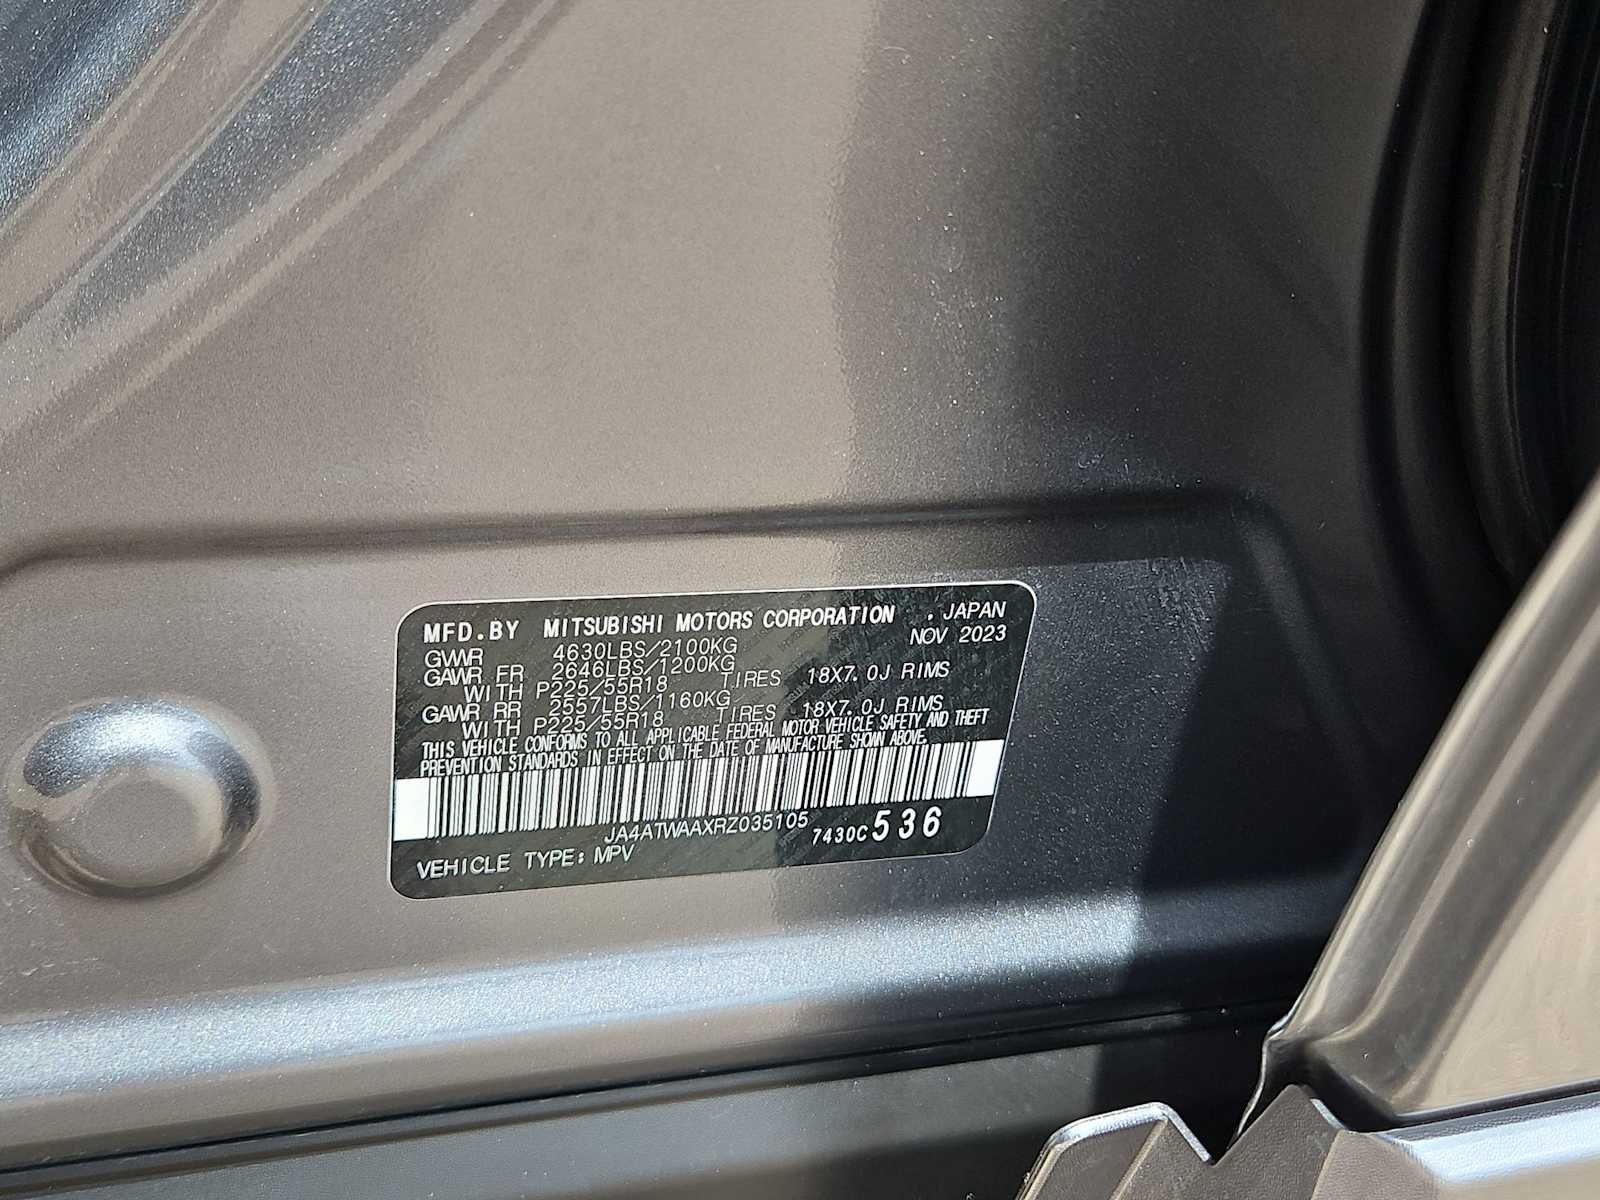 MFD.BY MITSUBISHI MOTORS CORPORATION . JAPAN
NOV 2023
GVWR 4630LBS/2100KG
GAWR FR 2646LBS/1200KG
WITH P225/55R18 TIRES 18X7.0J RIMS
GAWR RR 2557LBS/1160KG
WITH P225/55R18 TIRES 18X7.0J RIMS
THIS VEHICLE CONFORMS TO ALL APPLICABLE FEDERAL MOTOR VEHICLE SAFETY AND THEFT
PREVENTION STANDARDS IN EFFECT ON THE DATE OF MANUFACTURE SHOWN ABOVE.
JA4ATWAAXRZ035105 7430C 536
VEHICLE TYPE: MPV